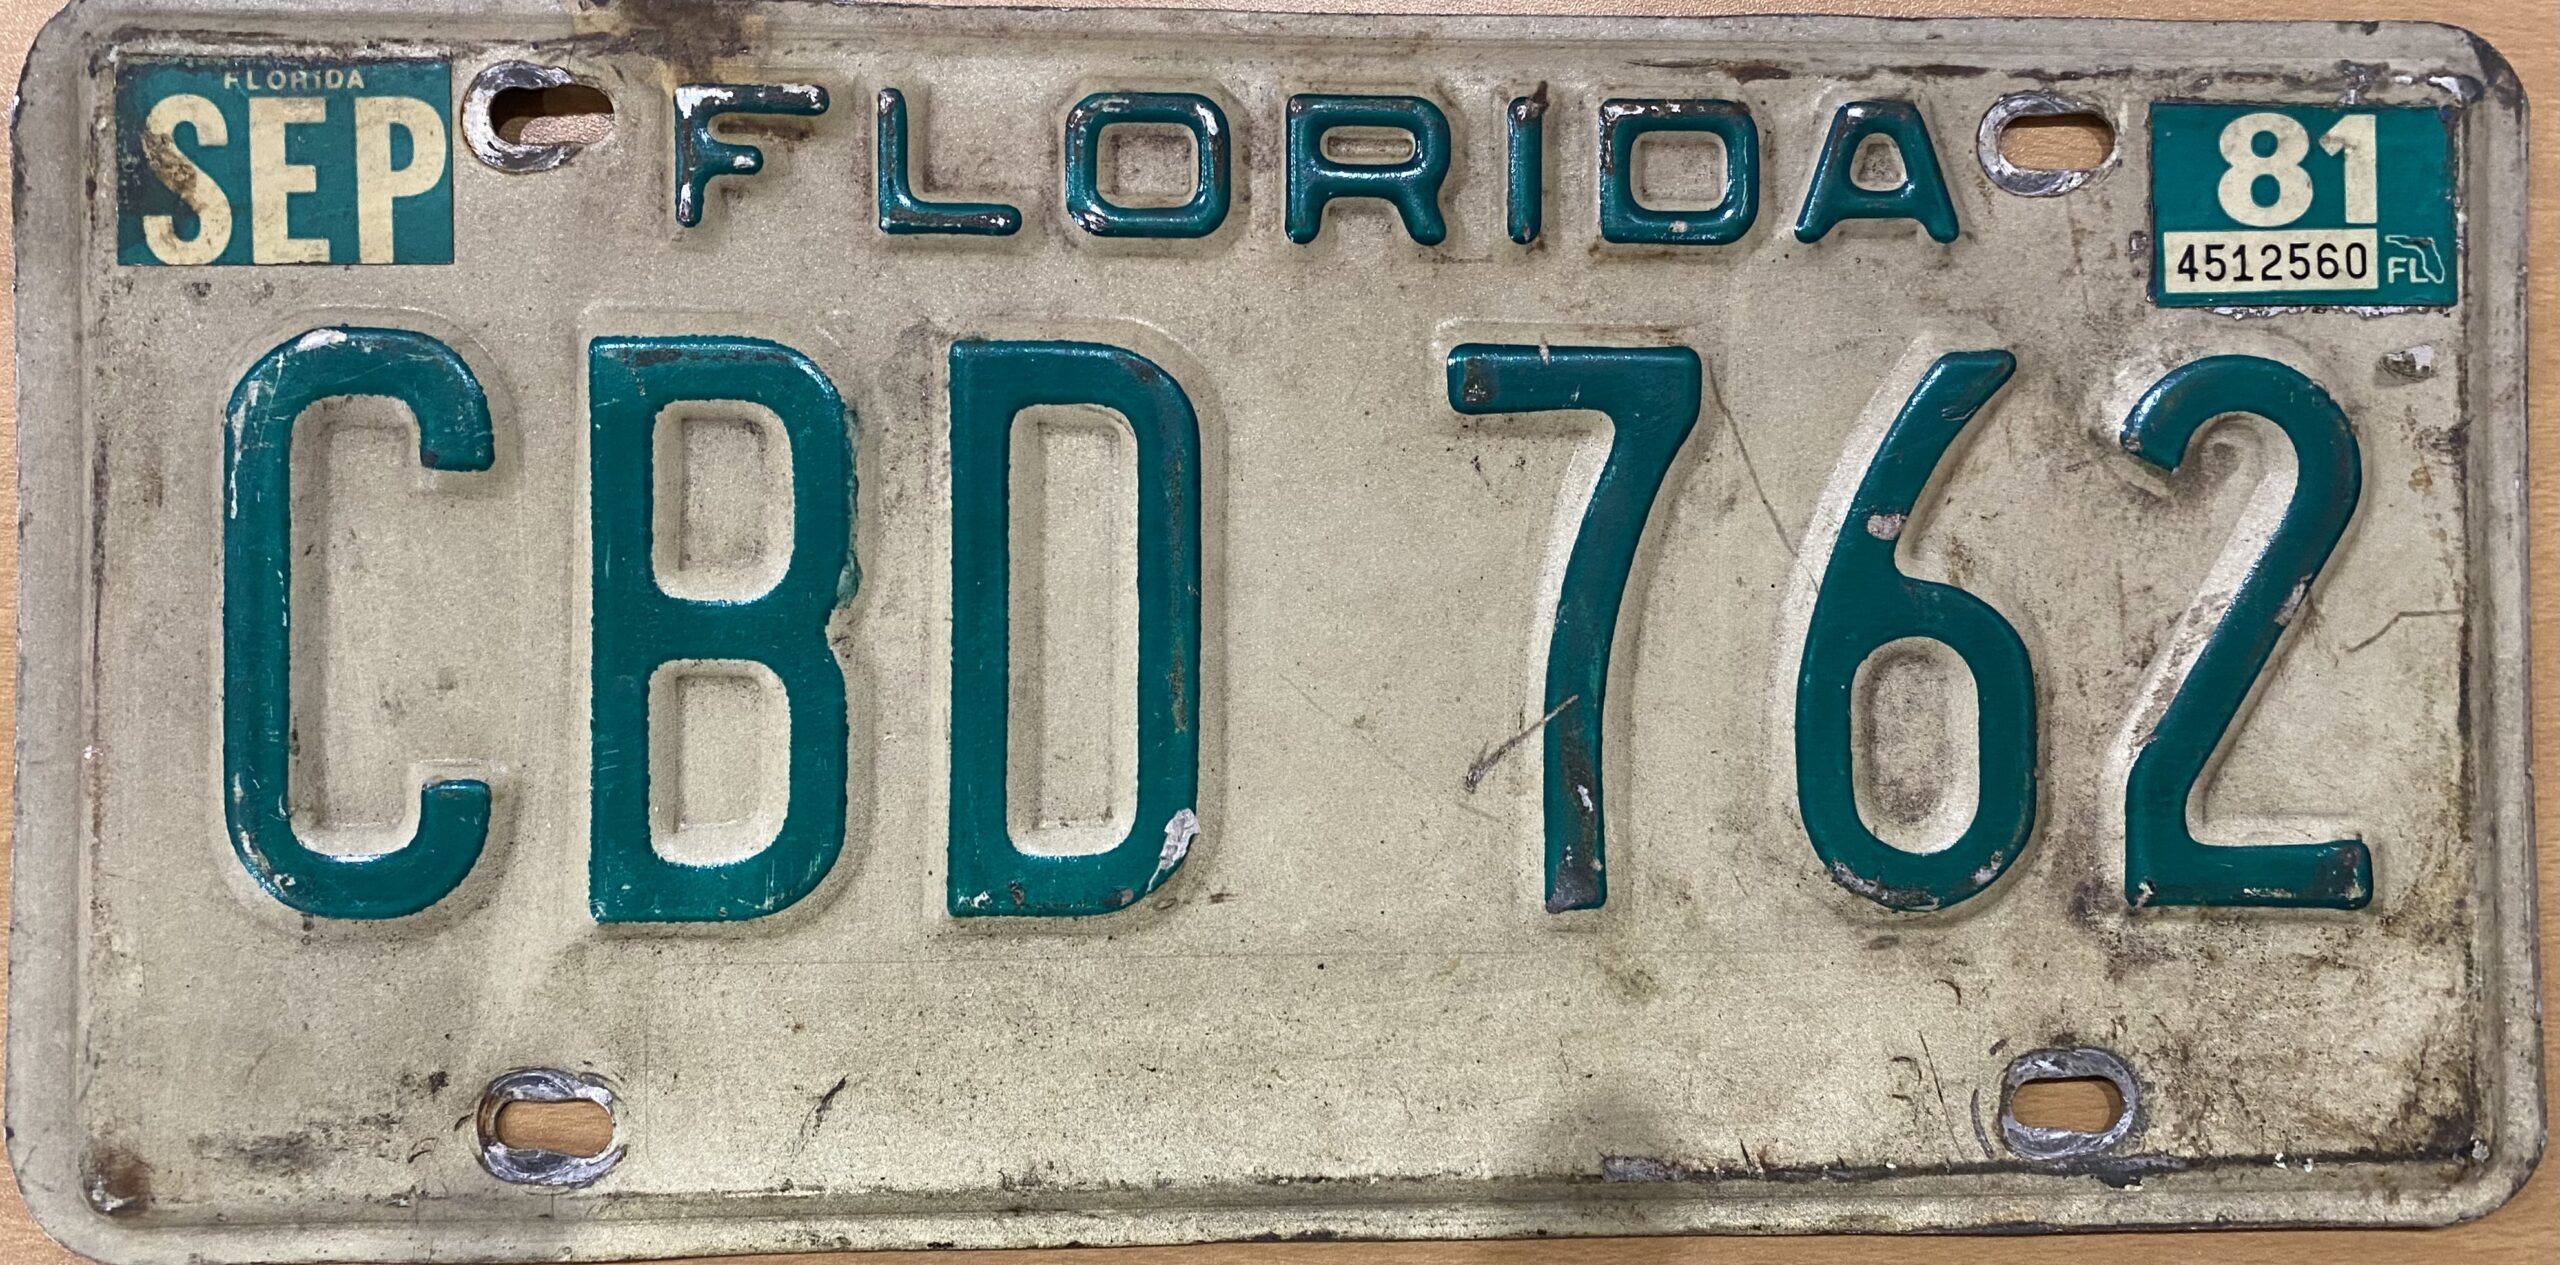 FLORIDA
SEP
FLORIDA
81
4512560 FL
CBD 762